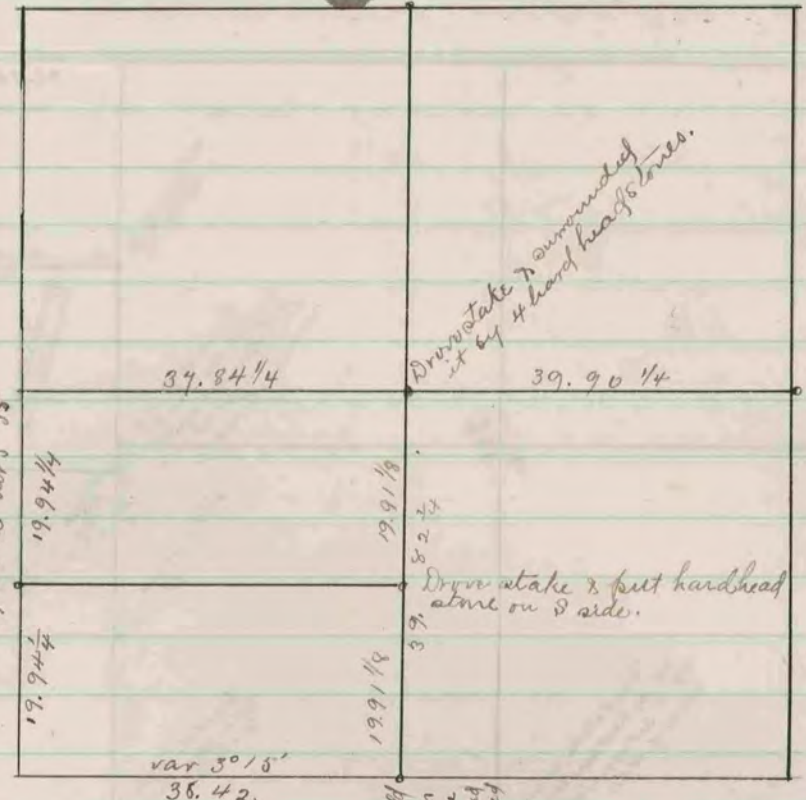 Drove stake & surrounded
it by 4 hard head stones.
37.84 1/4
39.90 1/4
19.94 1/4
19.91 1/8
39. 82 1/4
Drove stake & put hardhead
stone on S side.
19.94 1/4
19.91 1/8
var 3° 15'
38.42.